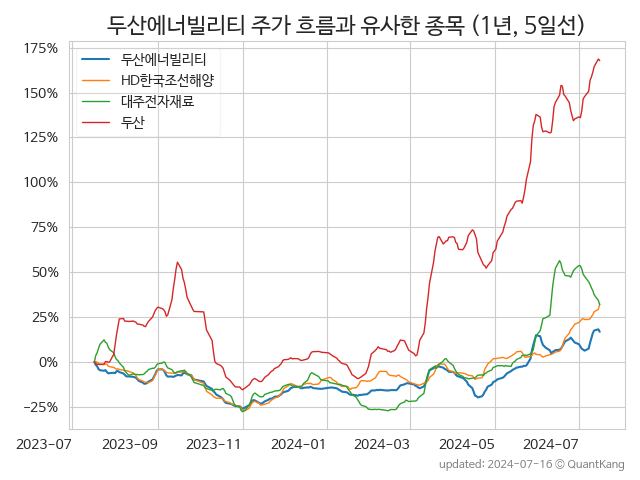 두산에너빌리티 주가 흐름과 유사한 종목 (1년, 5일선)
175%
150%
125%
100%
75%
50%
25%
0%
−25%
두산에너빌리티
HD한국조선해양
대주전자재료
두산
2023-07
2023-09
2023-11
2024-01
2024-03
2024-05
2024-07
updated: 2024-07-16 © QuantKang